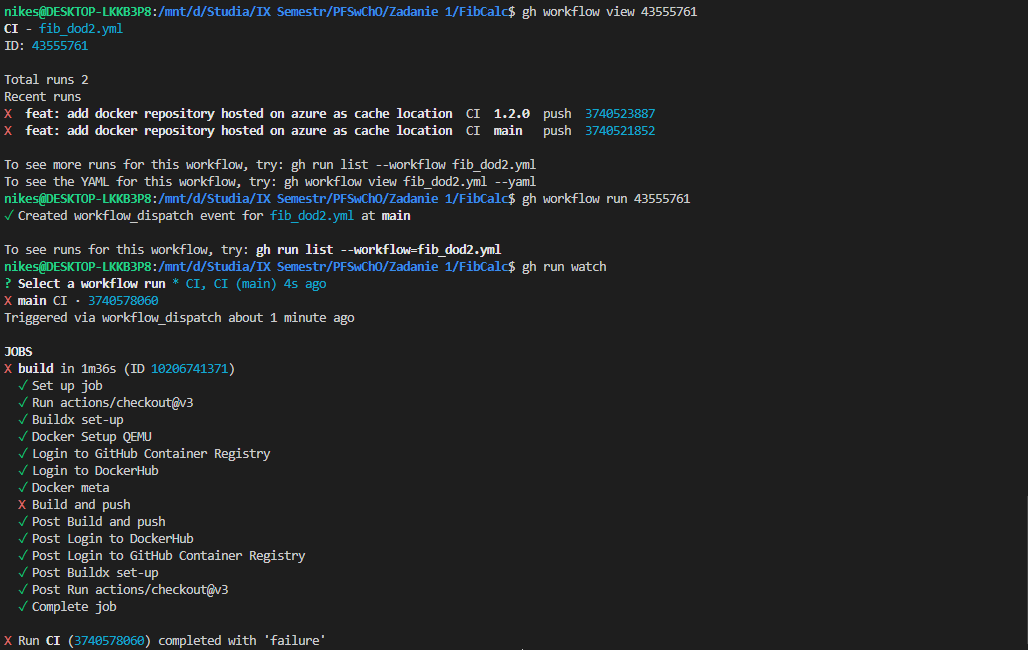 nikes@DESKTOP-LKKB3P8:/mnt/d/Studia/IX Semestr/PFSwChO/Zadanie 1/FibCalc$ gh workflow view 43555761
CI - fib_dod2.yml
ID: 43555761
Total runs 2
Recent runs
X feat: add docker repository hosted on azure as cache location CI 1.2.0 push 3740523887
X feat: add docker repository hosted on azure as cache location CI main push 3740521852
To see more runs for this workflow, try: gh run list --workflow fib_dod2.yml
To see the YAML for this workflow, try: gh workflow view fib_dod2.yml --yaml
nikes@DESKTOP-LKKB3P8:/mnt/d/Studia/IX Semestr/PFSwChO/Zadanie 1/FibCalc$ gh workflow run 43555761
✓ Created workflow_dispatch event for fib_dod2.yml at main
To see runs for this workflow, try: gh run list --workflow=fib_dod2.yml
nikes@DESKTOP-LKKB3P8:/mnt/d/Studia/IX Semestr/PFSwChO/Zadanie 1/FibCalc$ gh run watch
? Select a workflow run * CI, CI (main) 4s ago
X main CI · 3740578060
Triggered via workflow_dispatch about 1 minute ago
JOBS
X build in 1m36s (ID 10206741371)
✓ Set up job
✓ Run actions/checkout@v3
✓ Buildx set-up
✓ Docker Setup QEMU
✓ Login to GitHub Container Registry
✓ Login to DockerHub
✓ Docker meta
X Build and push
✓ Post Build and push
✓ Post Login to DockerHub
✓ Post Login to GitHub Container Registry
✓ Post Buildx set-up
✓ Post Run actions/checkout@v3
✓ Complete job
X Run CI (3740578060) completed with 'failure'